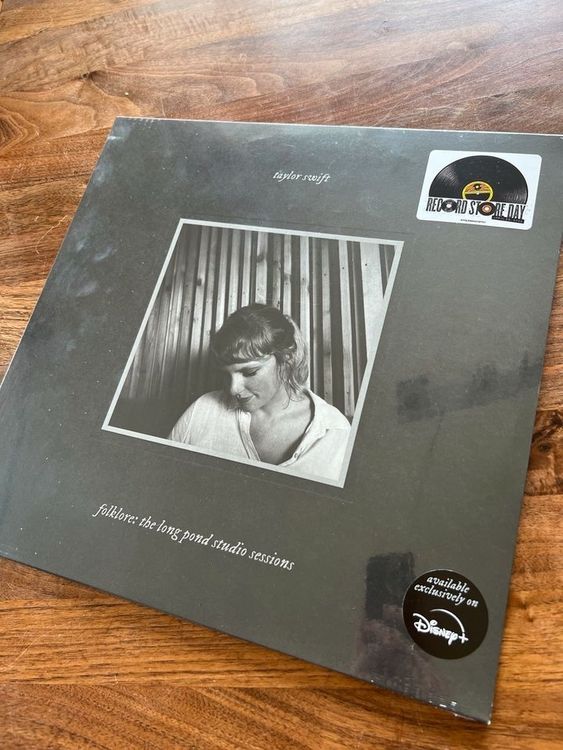 taylor swift
RECORD STORE DAY
folklore: the long pond studio sessions
available
exclusively on
Disney+